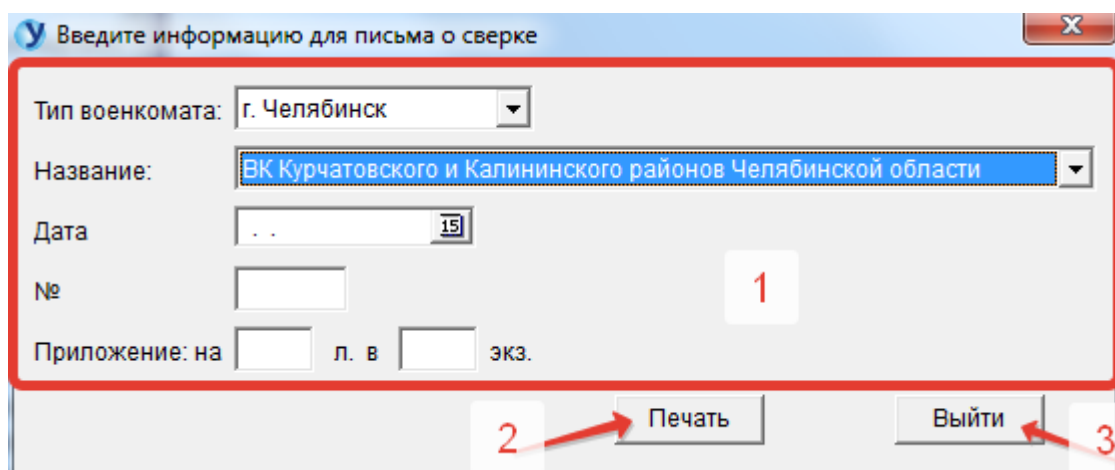 У Введите информацию для письма о сверке
Тип военкомата: г. Челябинск
Название: ВК Курчатовского и Калининского районов Челябинской области
Дата . . 15
№
1
Приложение: на л. в экз.
2 Печать Выйти 3